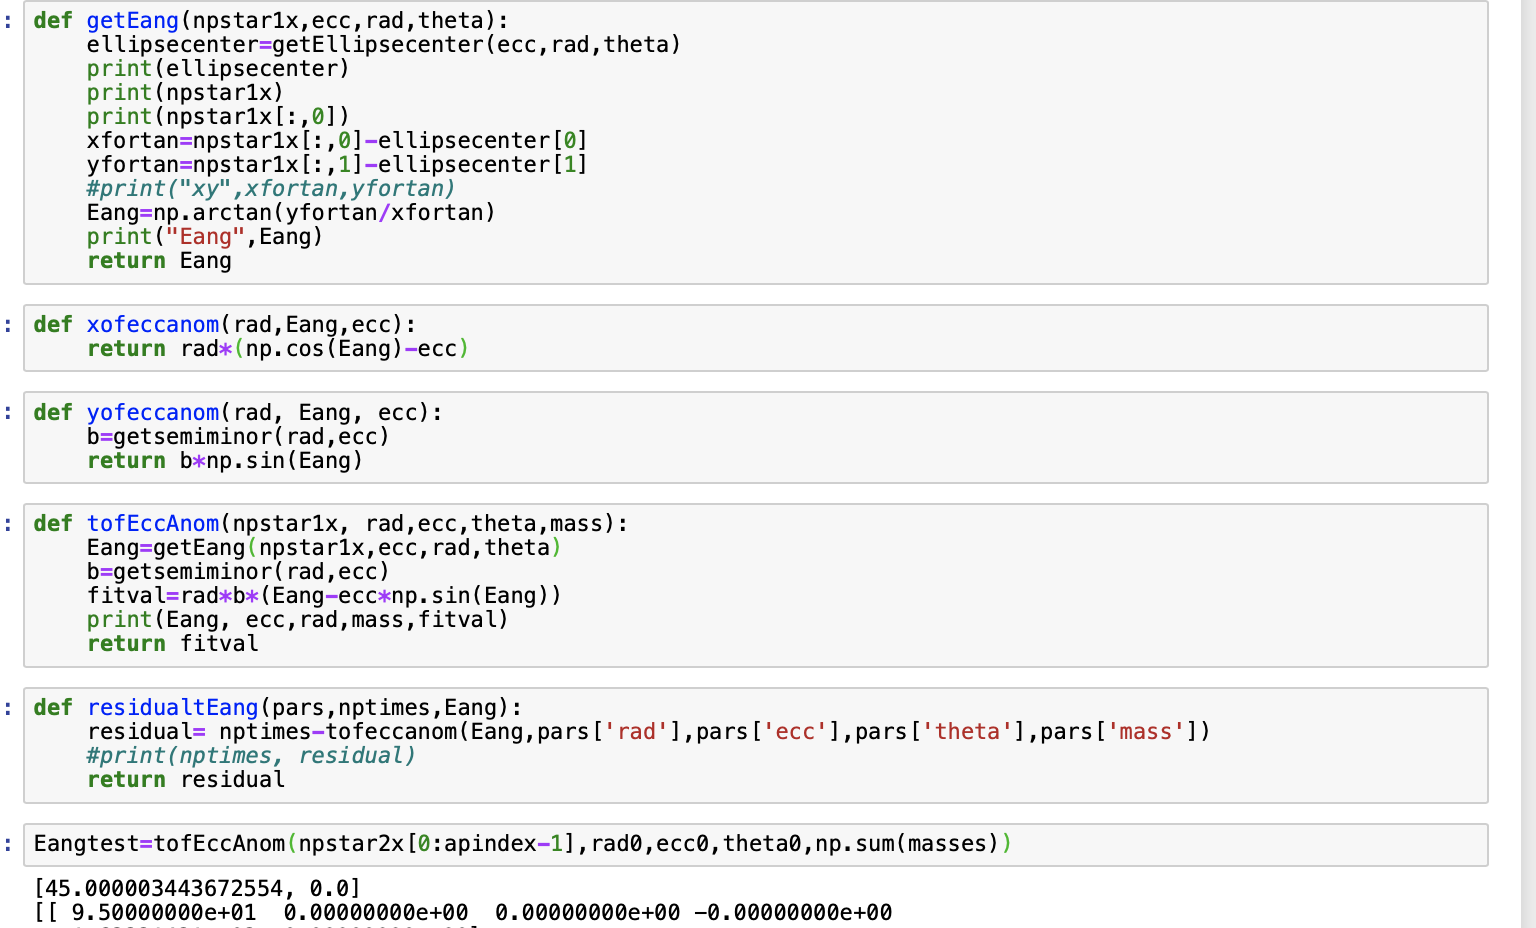 : def getEang(npstar1x,ecc,rad,theta):
    ellipsecenter=getEllipsecenter(ecc,rad,theta)
    print(ellipsecenter)
    print(npstar1x)
    print(npstar1x[:,0])
    xfortan=npstar1x[:,0]-ellipsecenter[0]
    yfortan=npstar1x[:,1]-ellipsecenter[1]
    #print("xy",xfortan,yfortan)
    Eang=np.arctan(yfortan/xfortan)
    print("Eang",Eang)
    return Eang
: def xofeccanom(rad,Eang,ecc):
    return rad*(np.cos(Eang)-ecc)
: def yofeccanom(rad, Eang, ecc):
    b=getsemiminor(rad,ecc)
    return b*np.sin(Eang)
: def tofEccAnom(npstar1x, rad,ecc,theta,mass):
    Eang=getEang(npstar1x,ecc,rad,theta)
    b=getsemiminor(rad,ecc)
    fitval=rad*b*(Eang-ecc*np.sin(Eang))
    print(Eang, ecc,rad,mass,fitval)
    return fitval
: def residualtEang(pars,nptimes,Eang):
    residual= nptimes-tofeccanom(Eang,pars['rad'],pars['ecc'],pars['theta'],pars['mass'])
    #print(nptimes, residual)
    return residual
: Eangtest=tofEccAnom(npstar2x[0:apindex-1],rad0,ecc0,theta0,np.sum(masses))
[45.000003443672554, 0.0]
[[ 9.50000000e+01  0.00000000e+00  0.00000000e+00 -0.00000000e+00